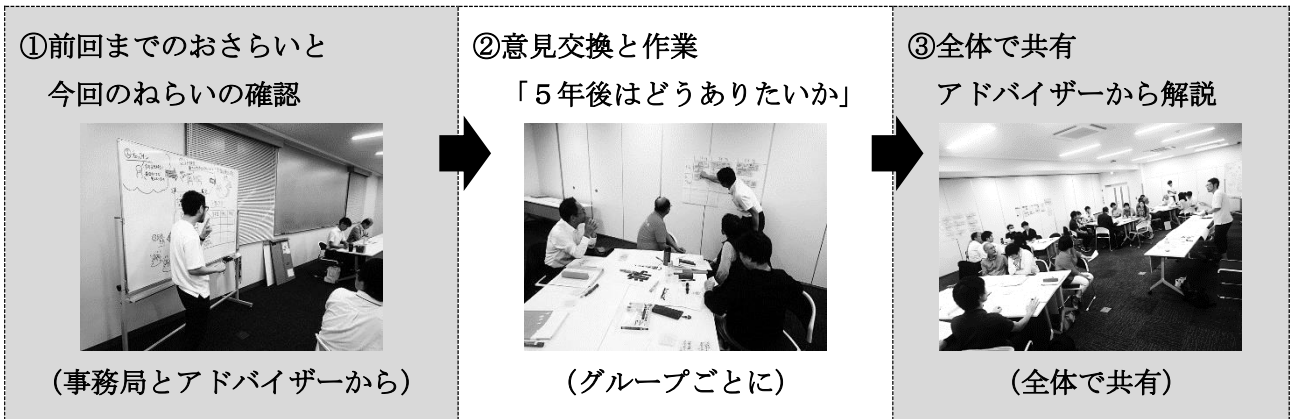 ①前回までのおさらいと
今回のねらいの確認
(事務局とアドバイザーから)
②意見交換と作業
「5年後はどうありたいか」
(グループごとに)
③全体で共有
アドバイザーから解説
(全体で共有)